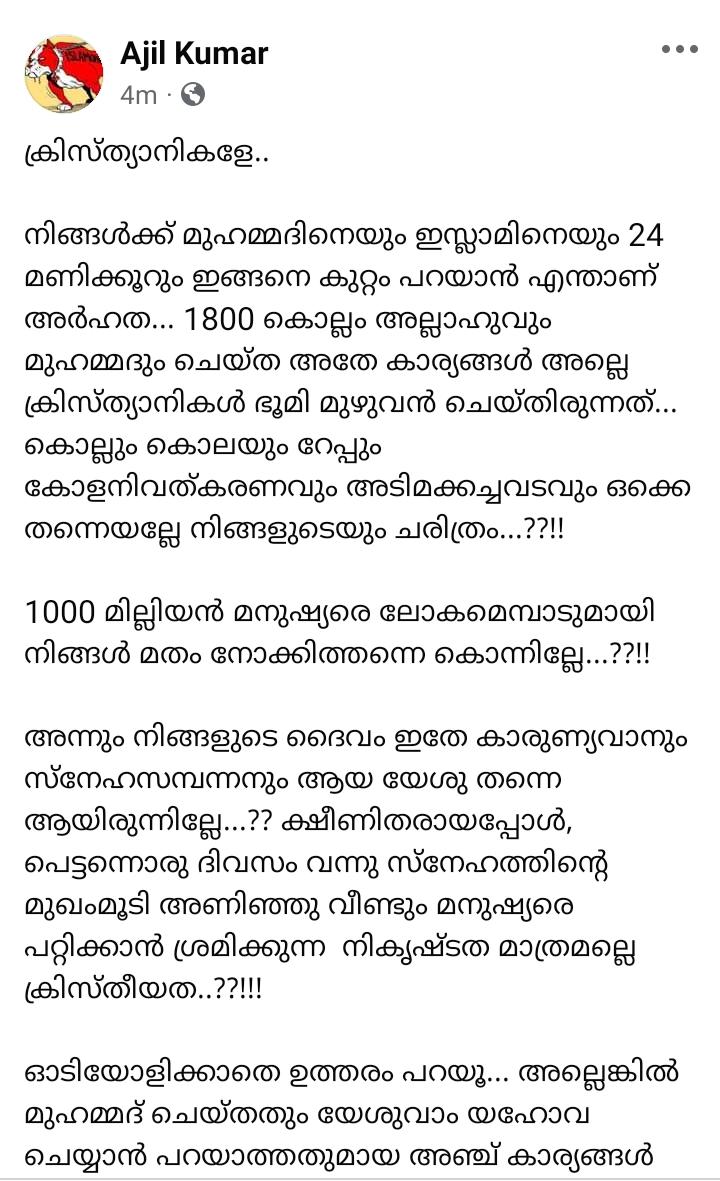 Ajil Kumar
4m ·
ക്രിസ്ത്യാനികളേ..
നിങ്ങൾക്ക് മുഹമ്മദിനെയും ഇസ്ലാമിനെയും 24
മണിക്കൂറും ഇങ്ങനെ കുറ്റം പറയാൻ എന്താണ്
അർഹത... 1800 കൊല്ലം അല്ലാഹുവും
മുഹമ്മദും ചെയ്ത അതേ കാര്യങ്ങൾ അല്ലെ
ക്രിസ്ത്യാനികൾ ഭൂമി മുഴുവൻ ചെയ്തിരുന്നത്...
കൊല്ലും കൊലയും റേപ്പും
കോളനിവത്കരണവും അടിമക്കച്ചവടവും ഒക്കെ
തന്നെയല്ലേ നിങ്ങളുടെയും ചരിത്രം...??!!
1000 മില്ലിയൻ മനുഷ്യരെ ലോകമെമ്പാടുമായി
നിങ്ങൾ മതം നോക്കിത്തന്നെ കൊന്നില്ലേ...??!!
അന്നും നിങ്ങളുടെ ദൈവം ഇതേ കാരുണ്യവാനും
സ്നേഹസമ്പന്നനും ആയ യേശു തന്നെ
ആയിരുന്നില്ലേ...?? ക്ഷീണിതരായപ്പോൾ,
പെട്ടന്നൊരു ദിവസം വന്നു സ്നേഹത്തിന്റെ
മുഖംമൂടി അണിഞ്ഞു വീണ്ടും മനുഷ്യരെ
പറ്റിക്കാൻ ശ്രമിക്കുന്ന നികൃഷ്ടത മാത്രമല്ലെ
ക്രിസ്തീയത..??!!!
ഓടിയോളിക്കാതെ ഉത്തരം പറയൂ... അല്ലെങ്കിൽ
മുഹമ്മദ് ചെയ്തതും യേശുവാം യഹോവ
ചെയ്യാൻ പറയാത്തതുമായ അഞ്ച് കാര്യങ്ങൾ